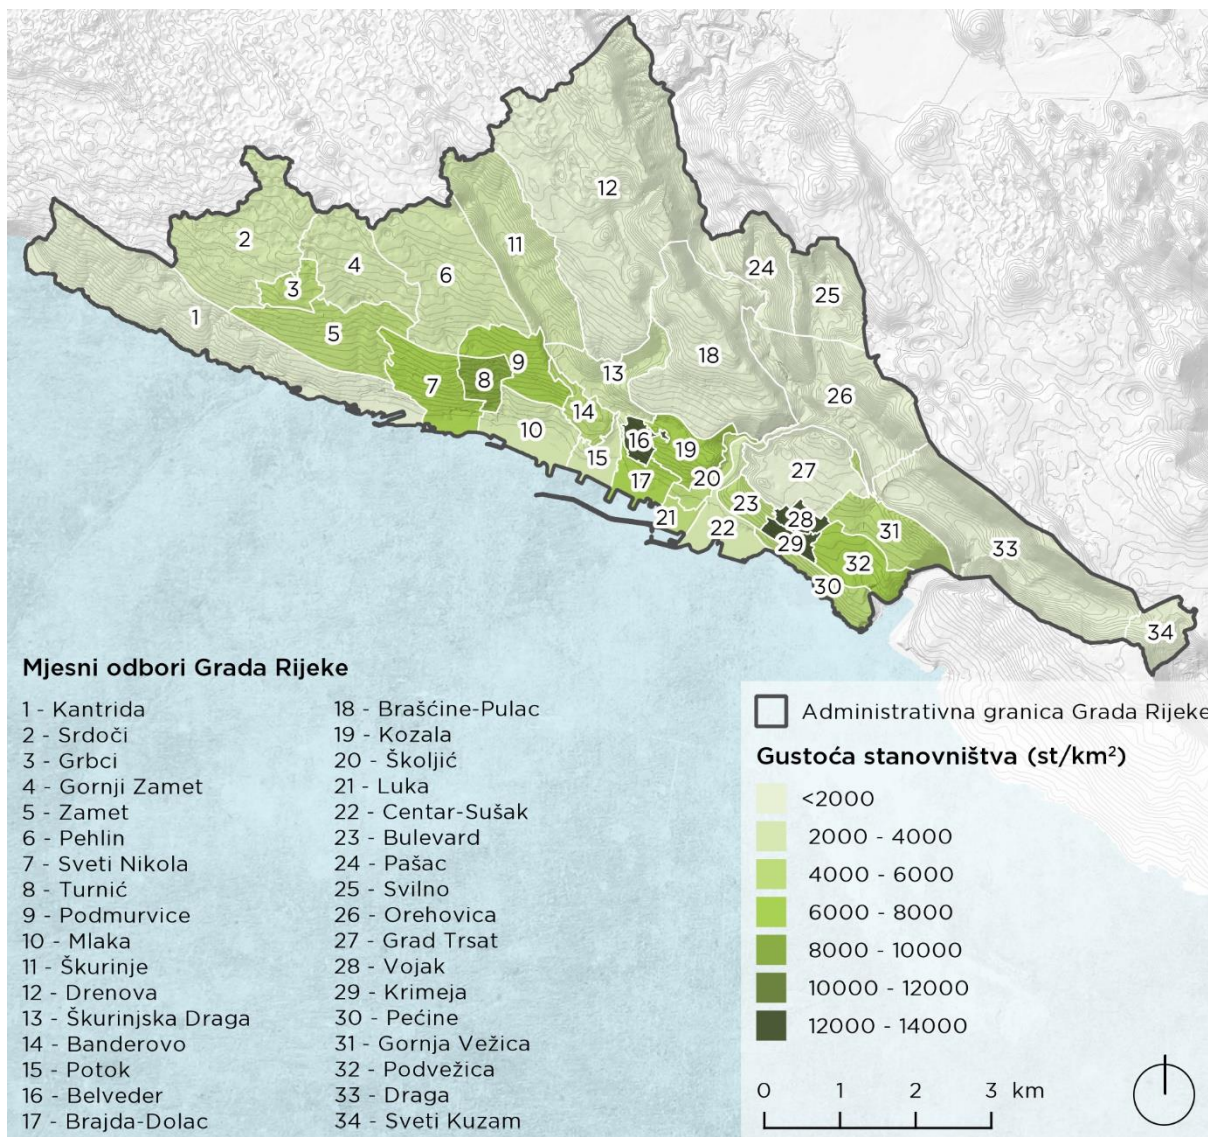 12
2
11
4
24
6
25
3
1
5
18
13
26
9
7
8
14
10
16
19
15
27
20
17
23
21
28
31
22
29
33
32
30
34
Mjesni odbori Grada Rijeke
1 - Kantrida
2 - Srdoči
3 - Grbci
4 - Gornji Zamet
5 - Zamet
6 - Pehlin
7 - Sveti Nikola
8 - Turnić
9 - Podmurvice
10 - Mlaka
11 - Škurinje
12 - Drenova
13 - Škurinjska Draga
14 - Banderovo
15 - Potok
16 - Belveder
17 - Brajda-Dolac
18 - Brašćine-Pulac
19 - Kozala
20 - Školjić
21 - Luka
22 - Centar-Sušak
23 - Bulevard
24 - Pašac
25 - Svilno
26 - Orehovica
27 - Grad Trsat
28 - Vojak
29 - Krimeja
30 - Pećine
31 - Gornja Vežica
32 - Podvežica
33 - Draga
34 - Sveti Kuzam
Administrativna granica Grada Rijeke
Gustoća stanovništva (st/km²)
<2000
2000 - 4000
4000 - 6000
6000 - 8000
8000 - 10000
10000 - 12000
12000 - 14000
0 1 2 3 km